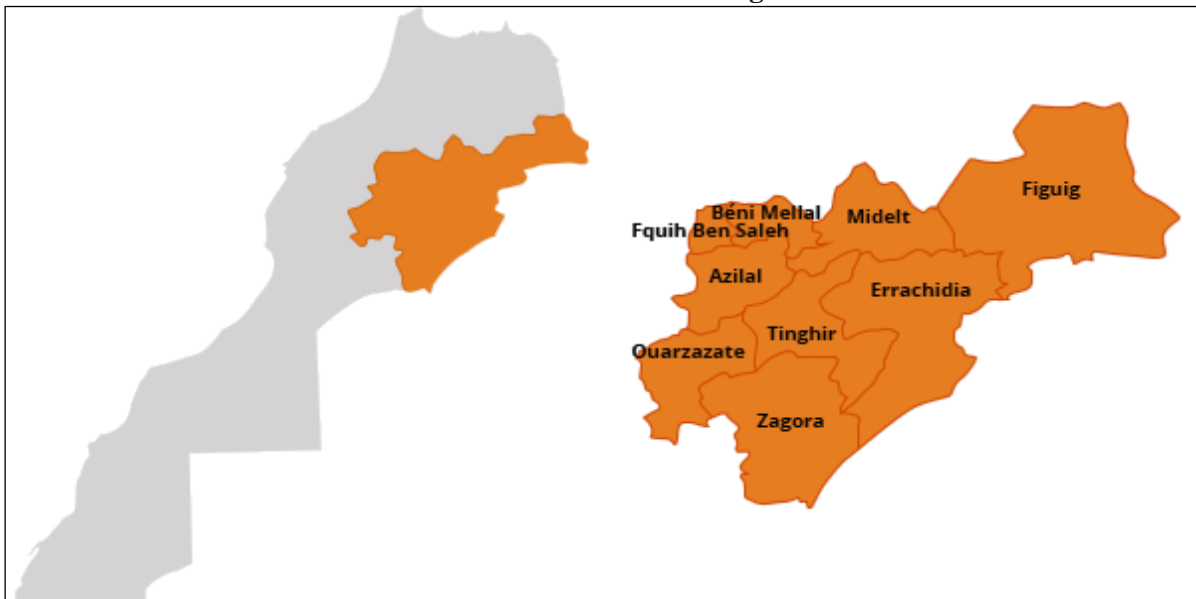 Figuig
Béni Mellal
Midelt
Fquih Ben Saleh
Azilal
Errachidia
Tinghir
Ouarzazate
Zagora